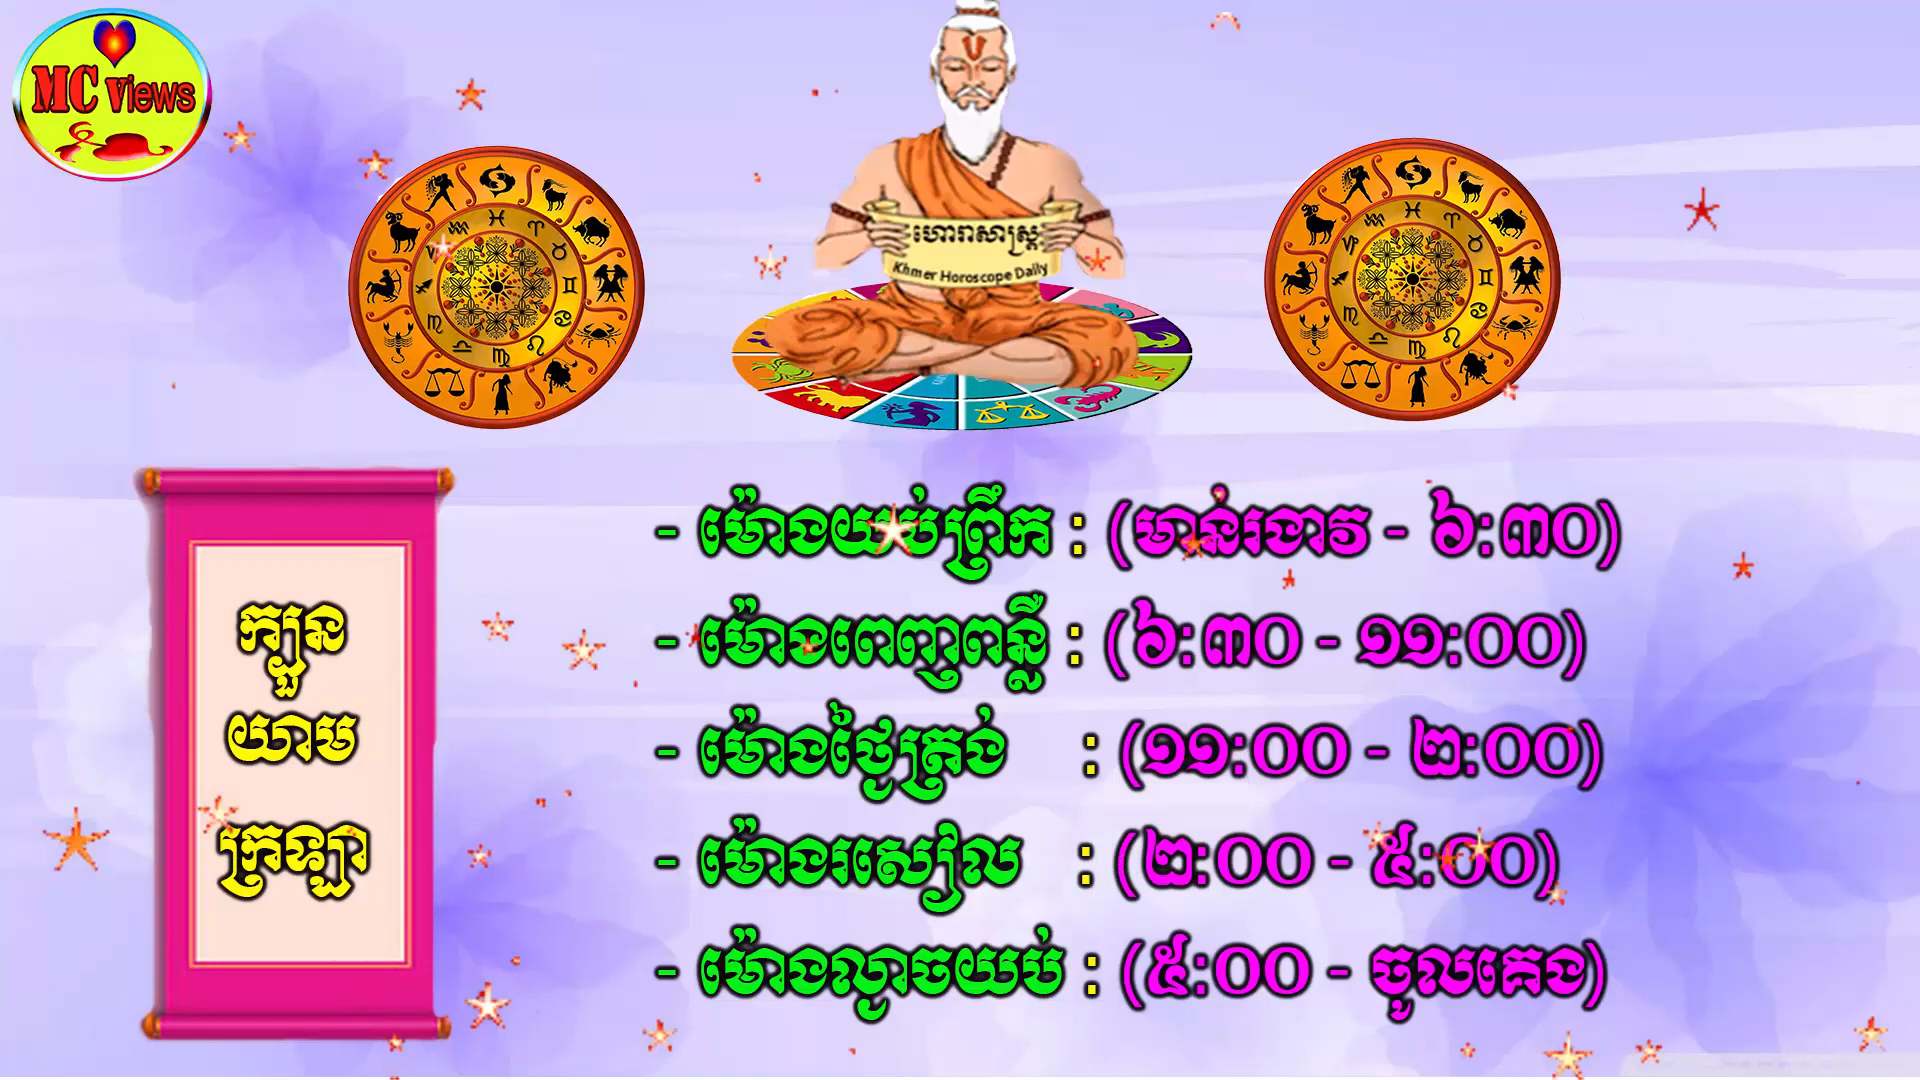 MC Views
ហោរាសាស្ត្រ
Khmer Horoscope Daily
ក្បួន
យាម
ក្រឡា
- ម៉ោងយប់ព្រឹក : (មាន់រងាវ - ៦:៣០)
- ម៉ោងពេញពន្លឺ : (៦:៣០ - ១១:០០)
- ម៉ោងថ្ងៃត្រង់ : (១១:០០ - ២:០០)
- ម៉ោងរសៀល : (២:០០ - ៥:០០)
- ម៉ោងល្ងាចយប់ : (៥:០០ - ចូលគេង)